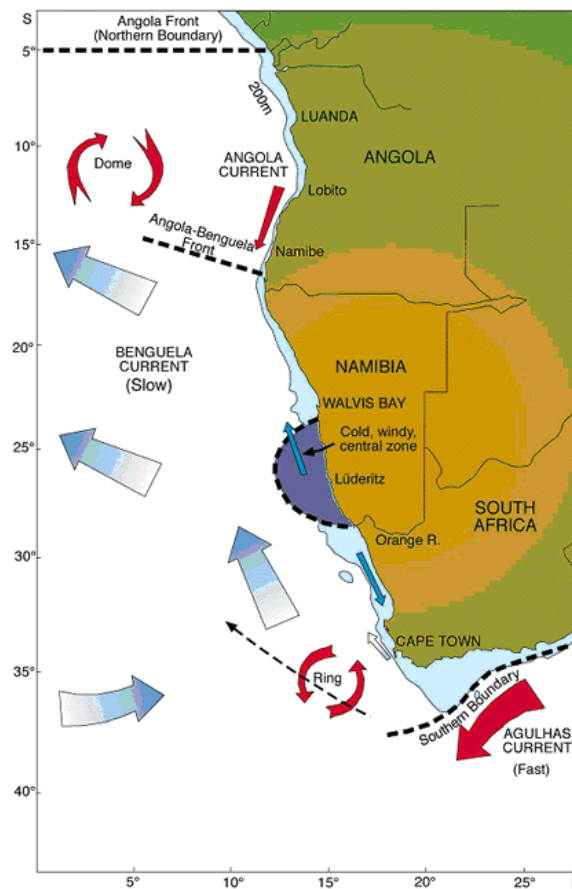 S
Angola Front
(Northern Boundary)
5°
200m
LUANDA
10°
Dome
ANGOLA
CURRENT
ANGOLA
Lobito
Angola-Benguela
Front
15°
Namibe
20°
BENGUELA
CURRENT
(Slow)
NAMIBIA
WALVIS BAY
Cold, windy,
central zone
25°
Lüderitz
SOUTH
AFRICA
Orange R.
30°
CAPE TOWN
35°
Ring
Southern Boundary
AGULHAS
CURRENT
(Fast)
40°
5°
10°
15°
20°
25°